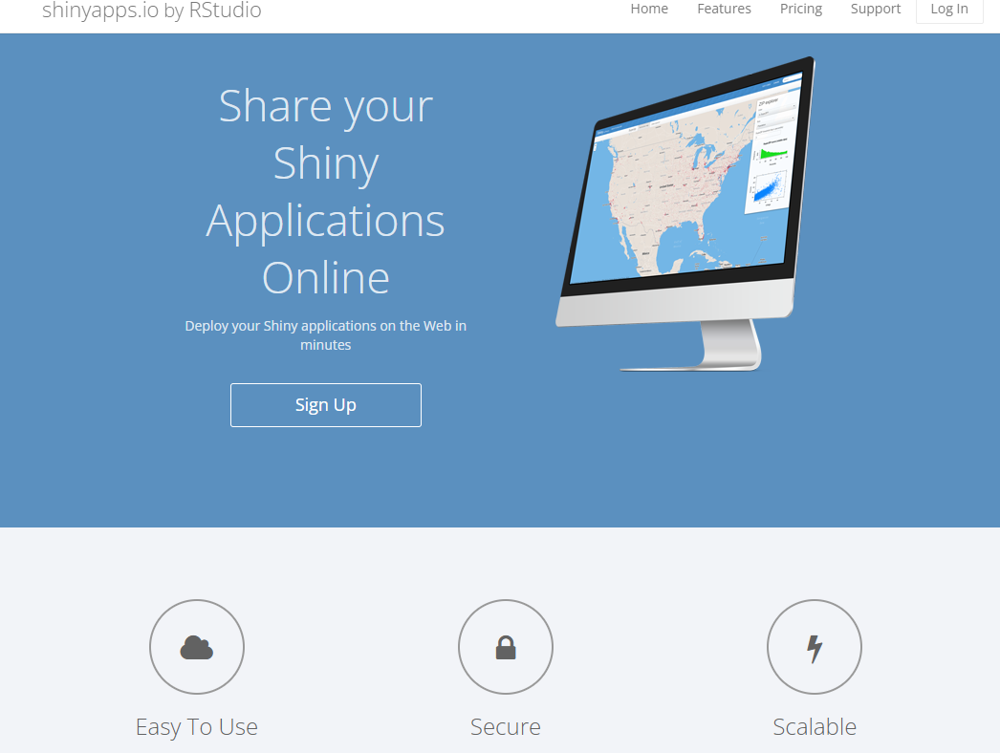 shinyapps.io by RStudio
Home Features Pricing Support Log In
Share your
Shiny
Applications
Online
Deploy your Shiny applications on the Web in
minutes
Sign Up
Easy To Use Secure Scalable